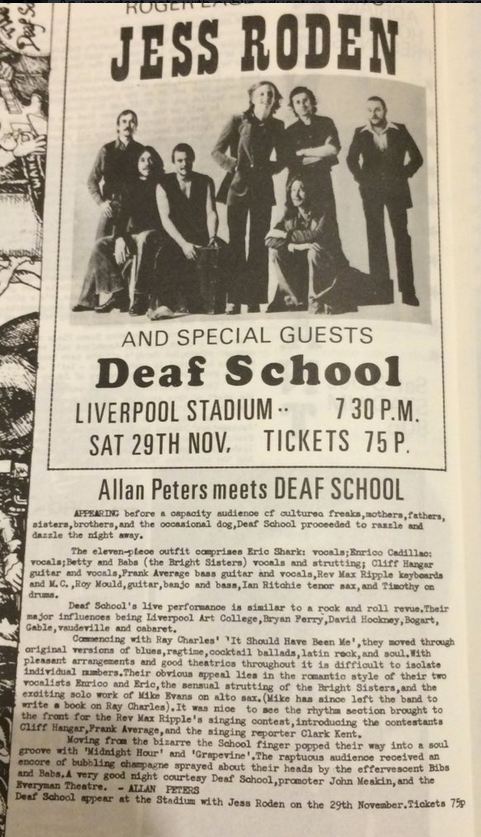 JESS RODEN
AND SPECIAL GUESTS
Deaf School
LIVERPOOL STADIUM ·· 7 30 P.M.
SAT 29TH NOV, TICKETS 75 P.
Allan Peters meets DEAF SCHOOL
APPEARING before a capacity audience of cultured freaks,mothers,fathers,
sisters,brothers,and the occasional dog,Deaf School proceeded to razzle and
dazzle the night away.
The eleven-piece outfit comprises Eric Shark: vocals;Enrico Cadillac:
vocals;Betty and Babs (the Bright Sisters) vocals and strutting; Cliff Hangar
guitar and vocals,Frank Average bass guitar and vocals,Rev Max Ripple keyboards
and M.C.,Roy Mould,guitar,banjo and bass,Ian Ritchie tenor sax,and Timothy on
drums.
Deaf School's live performance is similar to a rock and roll revue.Their
major influences being Liverpool Art College,Bryan Ferry,David Hockney,Bogart,
Gable,vaudeville and cabaret.
Commencing with Ray Charles' 'It Should Have Been Me',they moved through
original versions of blues,ragtime,cocktail ballads,latin rock,and soul.With
pleasant arrangements and good theatrics throughout it is difficult to isolate
individual numbers.Their obvious appeal lies in the romantic style of their two
vocalists Enrico and Eric,the sensual strutting of the Bright Sisters,and the
exciting solo work of Mike Evans on alto sax.(Mike has since left the band to
write a book on Ray Charles).It was nice to see the rhythm section brought to
the front for the Rev Max Ripple's singing contest,introducing the contestants
Cliff Hangar,Frank Average,and the singing reporter Clark Kent.
Moving from the bizarre the School finger popped their way into a soul
groove with 'Midnight Hour' and 'Grapevine'.The rapturous audience received an
encore of bubbling champagne sprayed about their heads by the effervescent Bibs
and Babs.A very good night courtesy Deaf School,promoter John Meakin,and the
Everyman Theatre. - ALLAN PETERS
Deaf School appear at the Stadium with Jess Roden on the 29th November.Tickets 75p